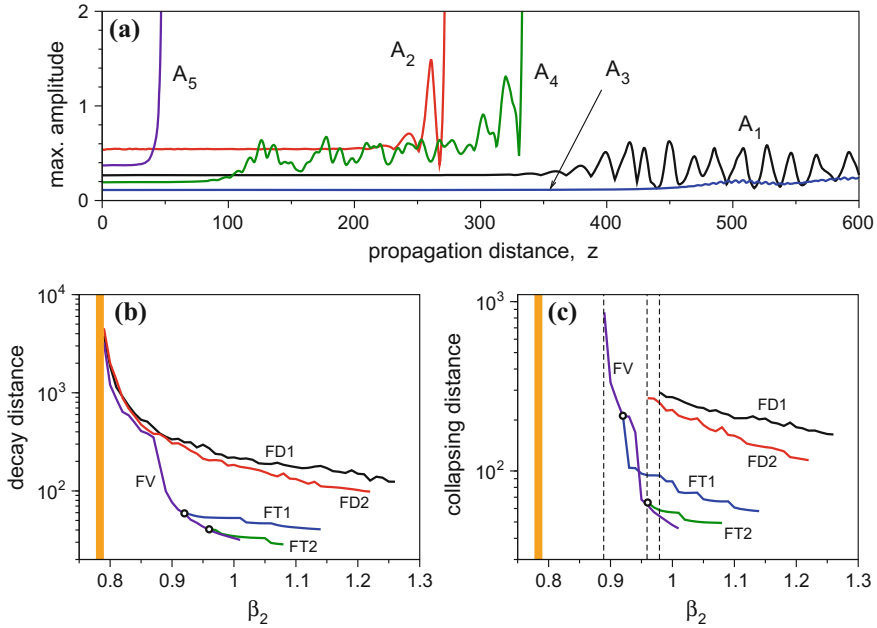 (a)
max. amplitude
2
1
0
A5
A2
A4
A3
A1
0 100 200 300 400 500 600
propagation distance, z
(b)
decay distance
10^4
10^3
10^2
FV
FD1
FD2
FT1
FT2
0.8 0.9 1 1.1 1.2 1.3
β2
(c)
collapsing distance
10^3
10^2
FV
FD1
FD2
FT1
FT2
0.8 0.9 1 1.1 1.2 1.3
β2